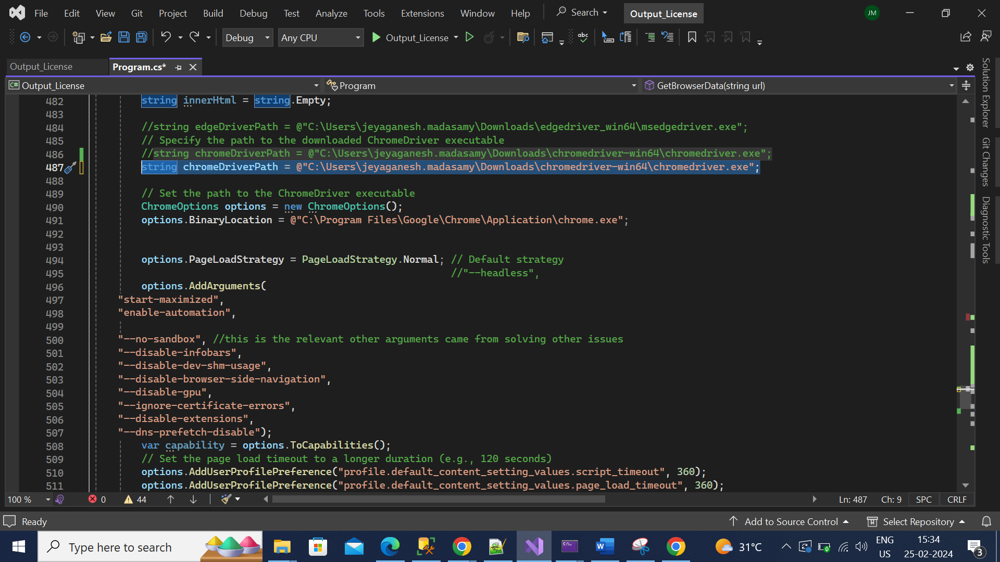 File Edit View Git Project Build Debug Test Analyze Tools Extensions Window Help Search Output_License JM
Debug Any CPU Output_License abc
Output_License Program.cs*
C# Output_License Program GetBrowserData(string url)
482 string innerHtml = string.Empty;
483
484 //string edgeDriverPath = @"C:\Users\jeyaganesh.madasamy\Downloads\edgedriver_win64\msedgedriver.exe";
485 // Specify the path to the downloaded ChromeDriver executable
486 //string chromeDriverPath = @"C:\Users\jeyaganesh.madasamy\Downloads\chromedriver-win64\chromedriver.exe";
487 string chromeDriverPath = @"C:\Users\jeyaganesh.madasamy\Downloads\chromedriver-win64\chromedriver.exe";
488
489 // Set the path to the ChromeDriver executable
490 ChromeOptions options = new ChromeOptions();
491 options.BinaryLocation = @"C:\Program Files\Google\Chrome\Application\chrome.exe";
492
493
494 options.PageLoadStrategy = PageLoadStrategy.Normal; // Default strategy
495 //"--headless",
496 options.AddArguments(
497 "start-maximized",
498 "enable-automation",
499
500 "--no-sandbox", //this is the relevant other arguments came from solving other issues
501 "--disable-infobars",
502 "--disable-dev-shm-usage",
503 "--disable-browser-side-navigation",
504 "--disable-gpu",
505 "--ignore-certificate-errors",
506 "--disable-extensions",
507 "--dns-prefetch-disable");
508 var capability = options.ToCapabilities();
509 // Set the page load timeout to a longer duration (e.g., 120 seconds)
510 options.AddUserProfilePreference("profile.default_content_setting_values.script_timeout", 360);
511 options.AddUserProfilePreference("profile.default_content_setting_values.page_load_timeout", 360);
Solution Explorer
Git Changes
Diagnostic Tools
100 % 0 44 Ln: 487 Ch: 9 SPC CRLF
Ready Add to Source Control Select Repository
Type here to search 31°C ENG US 15:34 25-02-2024 3